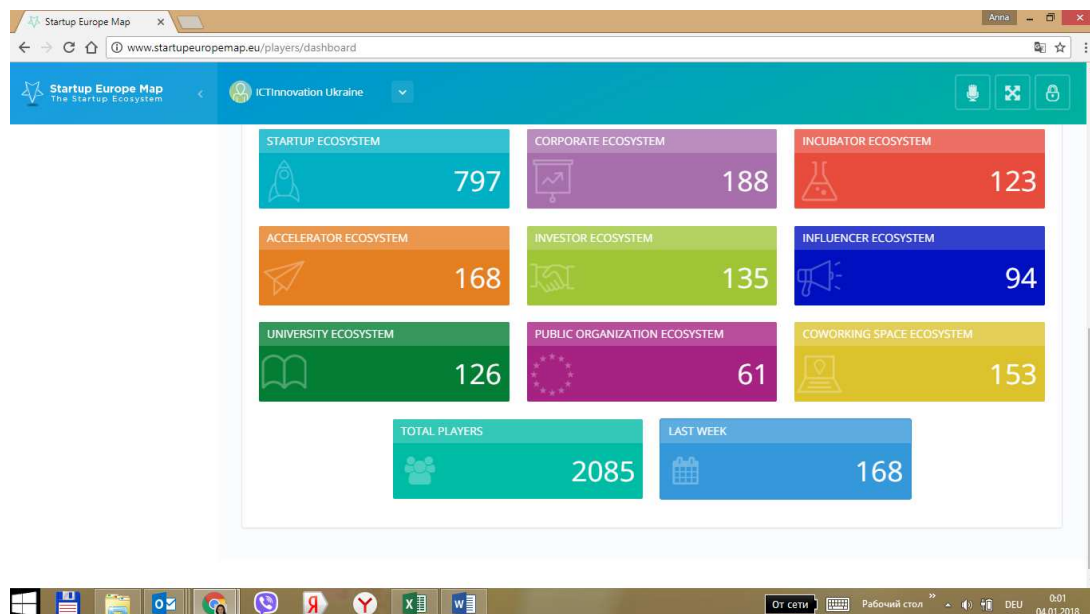 Startup Europe Map
Anna
www.startupeuropemap.eu/players/dashboard
Startup Europe Map
The Startup Ecosystem
ICTInnovation Ukraine
STARTUP ECOSYSTEM
797
CORPORATE ECOSYSTEM
188
INCUBATOR ECOSYSTEM
123
ACCELERATOR ECOSYSTEM
168
INVESTOR ECOSYSTEM
135
INFLUENCER ECOSYSTEM
94
UNIVERSITY ECOSYSTEM
126
PUBLIC ORGANIZATION ECOSYSTEM
61
COWORKING SPACE ECOSYSTEM
153
TOTAL PLAYERS
2085
LAST WEEK
168
От сети
Рабочий стол
DEU
0:01
04.01.2018